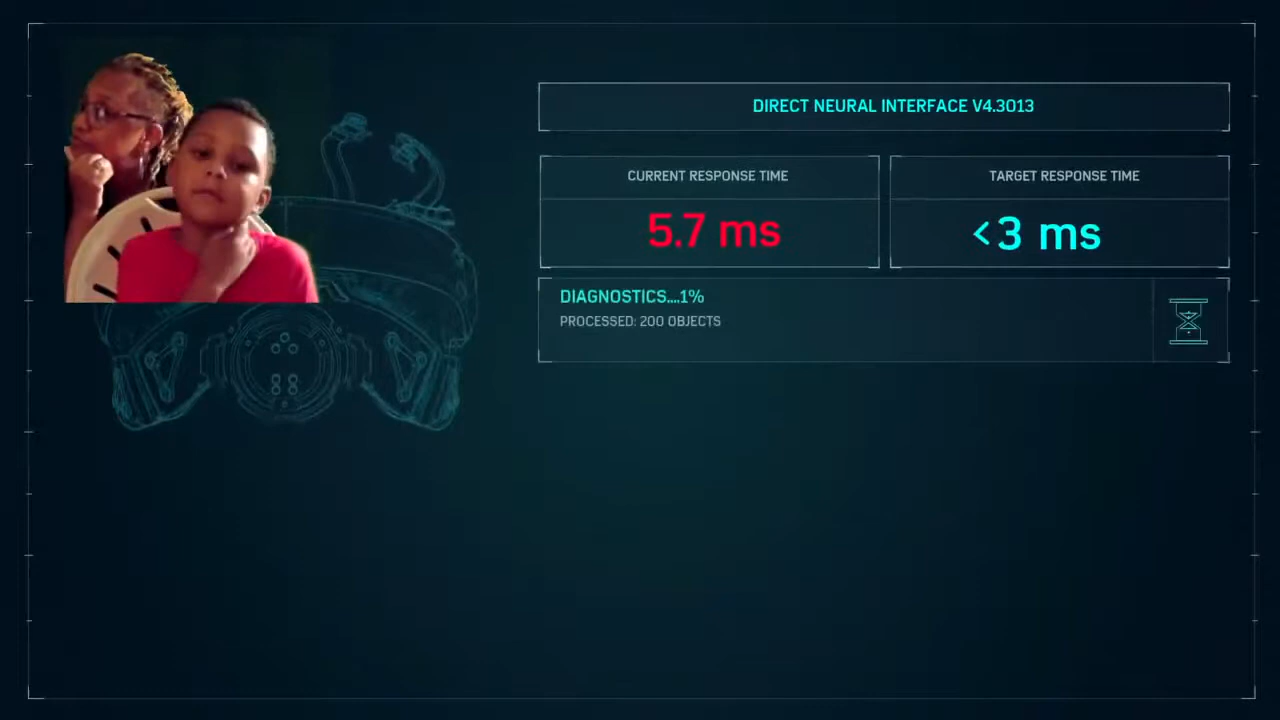 DIRECT NEURAL INTERFACE V4.3013
CURRENT RESPONSE TIME
5.7 ms
TARGET RESPONSE TIME
<3 ms
DIAGNOSTICS....1%
PROCESSED: 200 OBJECTS